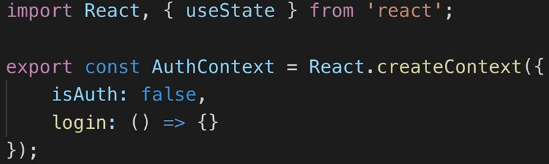 import React, { useState } from 'react';
export const AuthContext = React.createContext({
    isAuth: false,
    login: () => {}
});